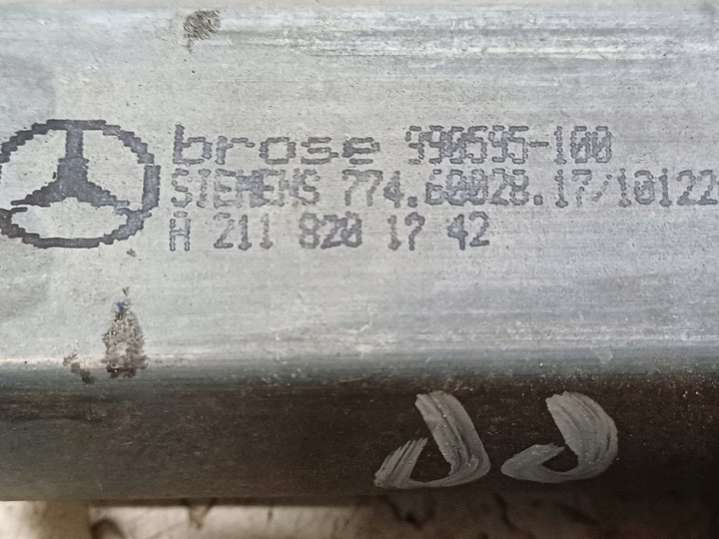 brose 990595-100
SIEMENS 774.60028.17/10122
A 211 820 17 42